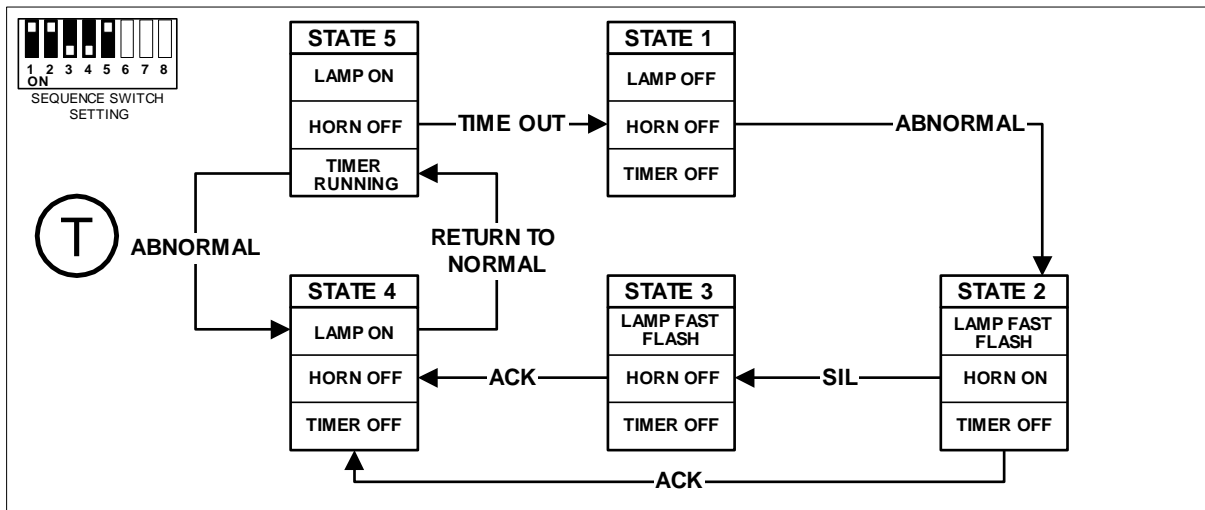 1 2 3 4 5 6 7 8
ON
SEQUENCE SWITCH
SETTING
T
STATE 5
LAMP ON
HORN OFF
TIMER
RUNNING
TIME OUT
STATE 1
LAMP OFF
HORN OFF
TIMER OFF
ABNORMAL
ABNORMAL
RETURN TO
NORMAL
STATE 4
LAMP ON
HORN OFF
TIMER OFF
ACK
STATE 3
LAMP FAST
FLASH
HORN OFF
TIMER OFF
SIL
STATE 2
LAMP FAST
FLASH
HORN ON
TIMER OFF
ACK